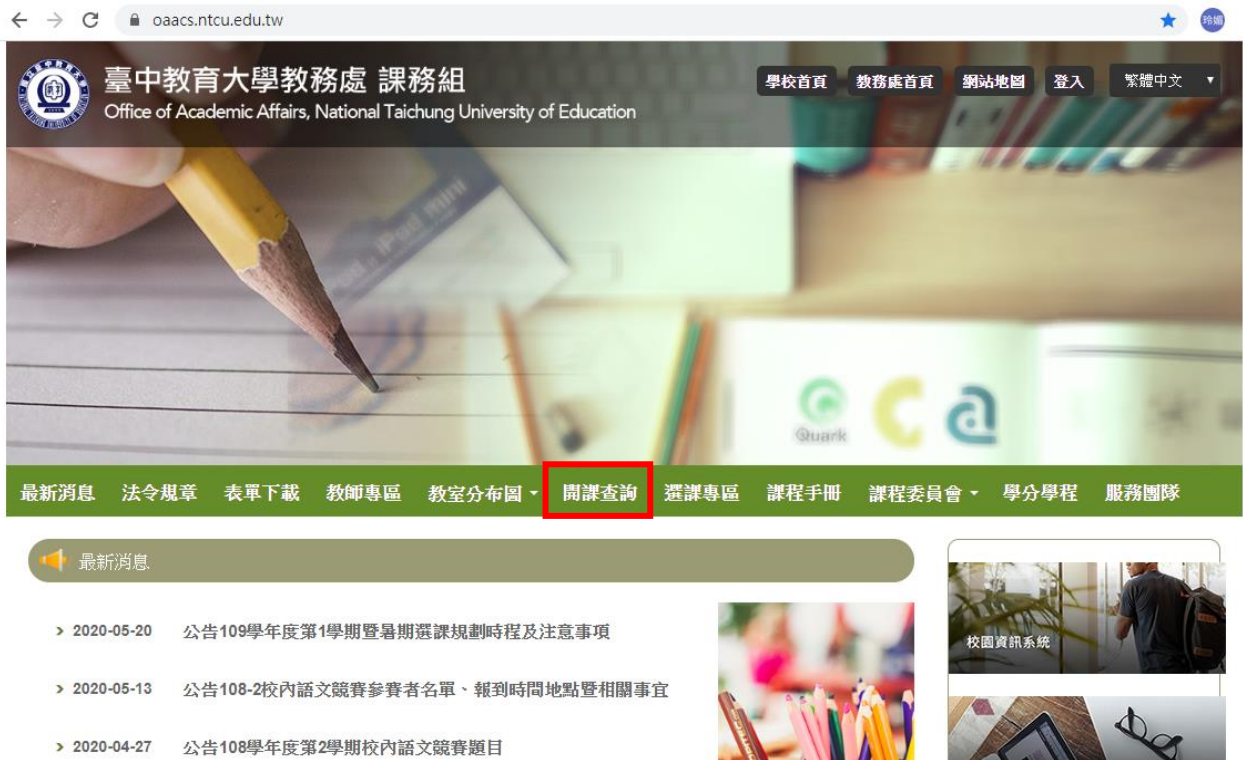 oaacs.ntcu.edu.tw
玲媚
臺中教育大學教務處 課務組
Office of Academic Affairs, National Taichung University of Education
學校首頁 教務處首頁 網站地圖 登入 繁體中文
iPad mini
Quark
最新消息 法令規章 表單下載 教師專區 教室分布圖 開課查詢 選課專區 課程手冊 課程委員會 學分學程 服務團隊
最新消息
2020-05-20 公告109學年度第1學期暨暑期選課規劃時程及注意事項
校園資訊系統
2020-05-13 公告108-2校內語文競賽參賽者名單、報到時間地點暨相關事宜
2020-04-27 公告108學年度第2學期校內語文競賽題目